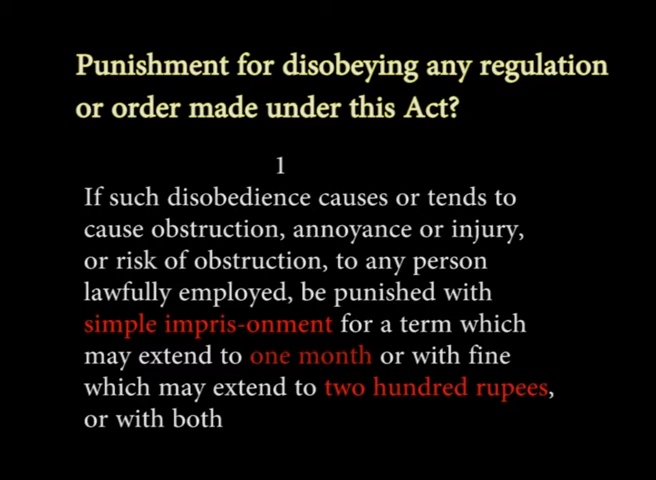 Punishment for disobeying any regulation
or order made under this Act?
1
If such disobedience causes or tends to
cause obstruction, annoyance or injury,
or risk of obstruction, to any person
lawfully employed, be punished with
simple impris-onment for a term which
may extend to one month or with fine
which may extend to two hundred rupees,
or with both